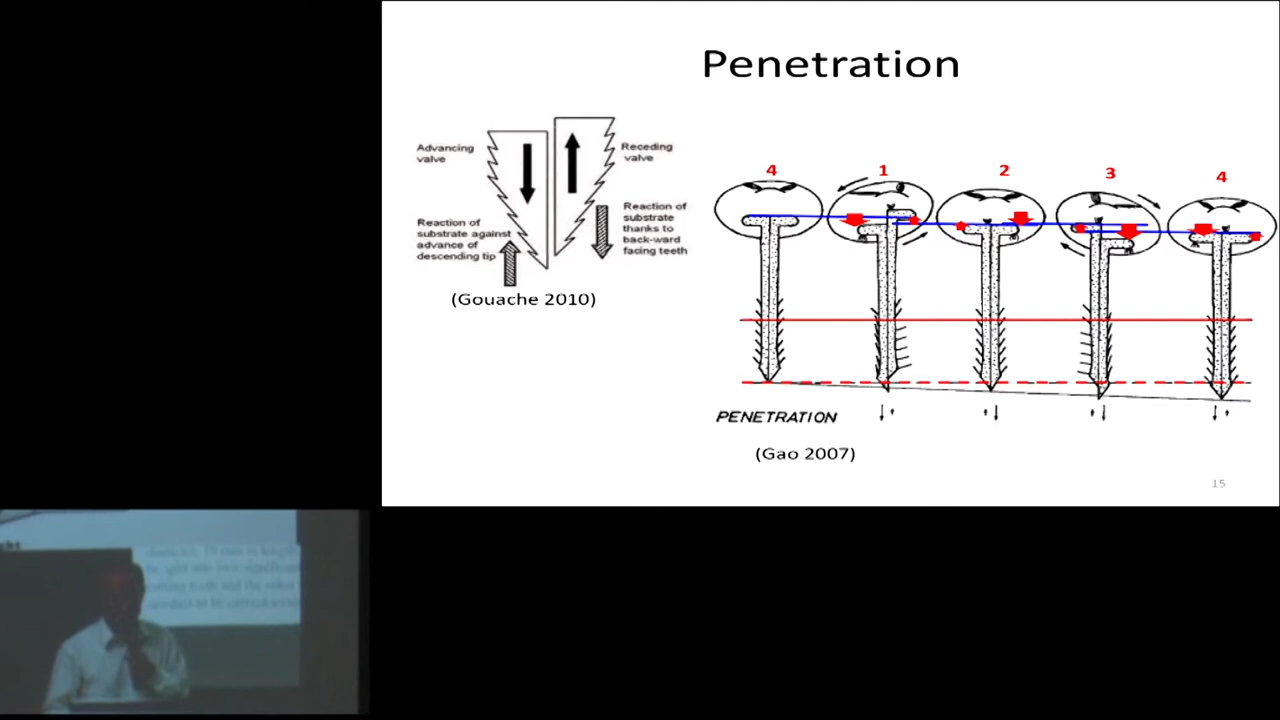 Penetration
Advancing
valve
Receding
valve
Reaction of
substrate against
advance of
descending tip
Reaction of
substrate
thanks to
back-ward
facing teeth
(Gouache 2010)
4
1
2
3
4
PENETRATION
(Gao 2007)
15